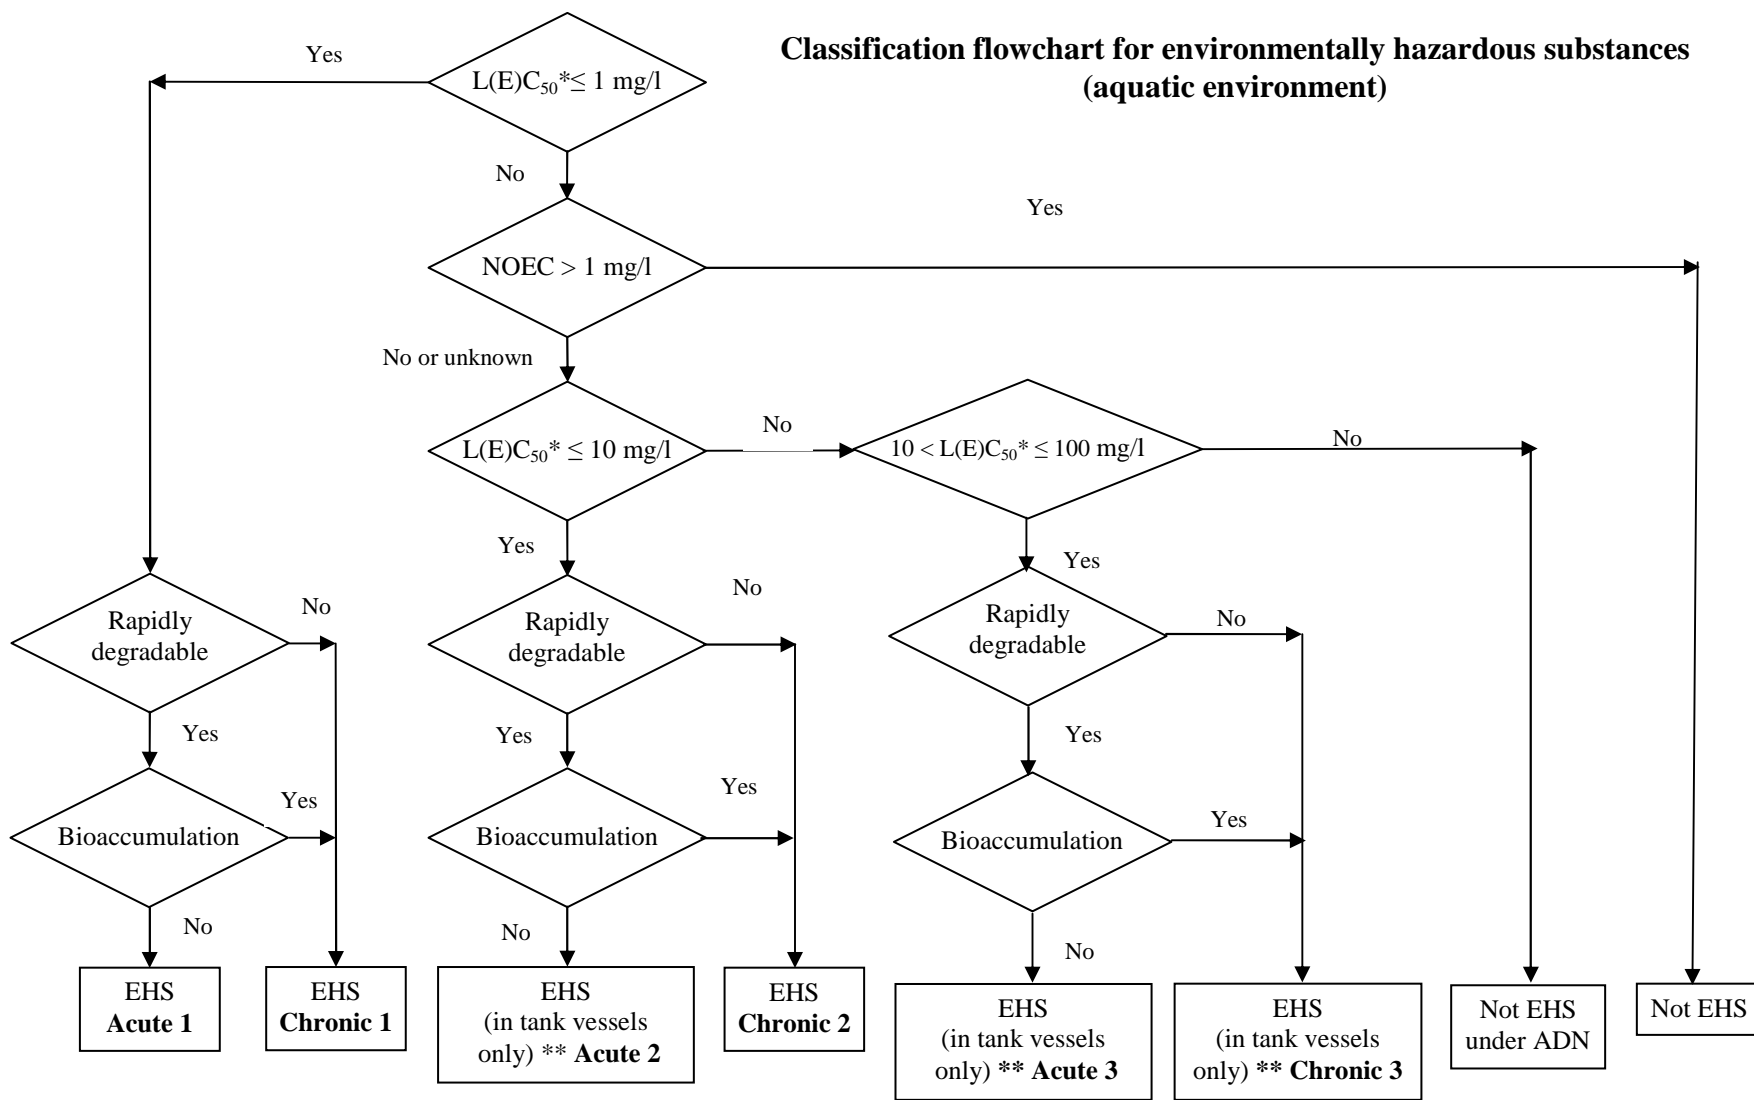 Classification flowchart for environmentally hazardous substances
(aquatic environment)
Yes
L(E)C₅₀*≤ 1 mg/l
No
Yes
NOEC > 1 mg/l
No or unknown
L(E)C₅₀* ≤ 10 mg/l
No
10 < L(E)C₅₀* ≤ 100 mg/l
No
Yes
Yes
Rapidly
degradable
No
Rapidly
degradable
No
Rapidly
degradable
No
Yes
Yes
Yes
Bioaccumulation
Yes
Bioaccumulation
Yes
Bioaccumulation
Yes
No
No
No
EHS
Acute 1
EHS
Chronic 1
EHS
(in tank vessels
only) ** Acute 2
EHS
Chronic 2
EHS
(in tank vessels
only) ** Acute 3
EHS
(in tank vessels
only) ** Chronic 3
Not EHS
under ADN
Not EHS